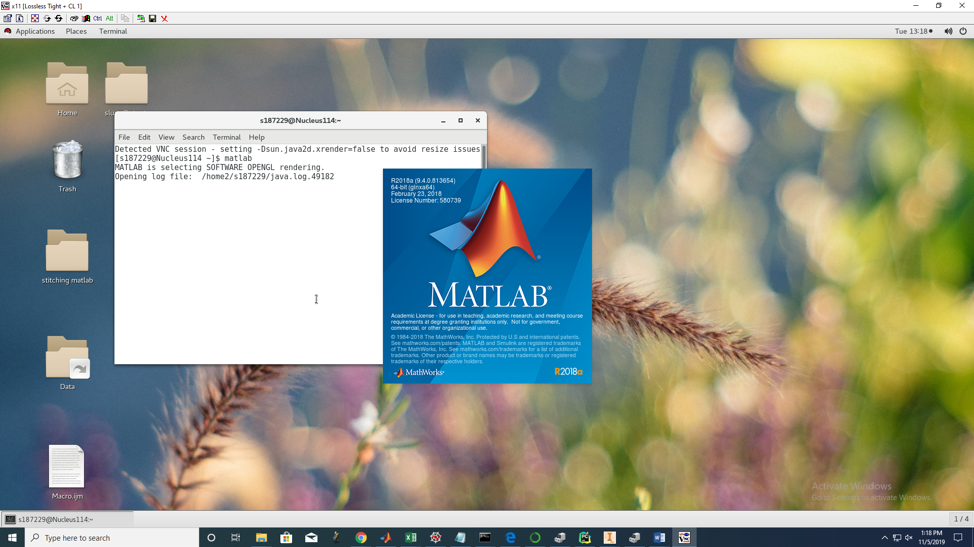 x11 [Lossless Tight + CL 1]
Ctrl Alt
Applications Places Terminal
Tue 13:18
Home
Trash
stitching matlab
Data
Macro.ijm
s187229@Nucleus114:~
File Edit View Search Terminal Help
Detected VNC session - setting -Dsun.java2d.xrender=false to avoid resize issues
[s187229@Nucleus114 ~]$ matlab
MATLAB is selecting SOFTWARE OPENGL rendering.
Opening log file:  /home2/s187229/java.log.49182
R2018a (9.4.0.813654)
64-bit (glnxa64)
February 23, 2018
License Number: 580739
MATLAB®
Academic License - for use in teaching, academic research, and meeting course
requirements at degree granting institutions only. Not for government,
commercial, or other organizational use.
© 1984-2018 The MathWorks, Inc. Protected by U.S and international patents.
See mathworks.com/patents. MATLAB and Simulink are registered trademarks
of The MathWorks, Inc. See mathworks.com/trademarks for a list of additional
trademarks. Other product or brand names may be trademarks or registered
trademarks of their respective holders.
MathWorks®
R2018a
Activate Windows
Go to Settings to activate Windows.
s187229@Nucleus114:~
1 / 4
Type here to search
1:18 PM
11/5/2019